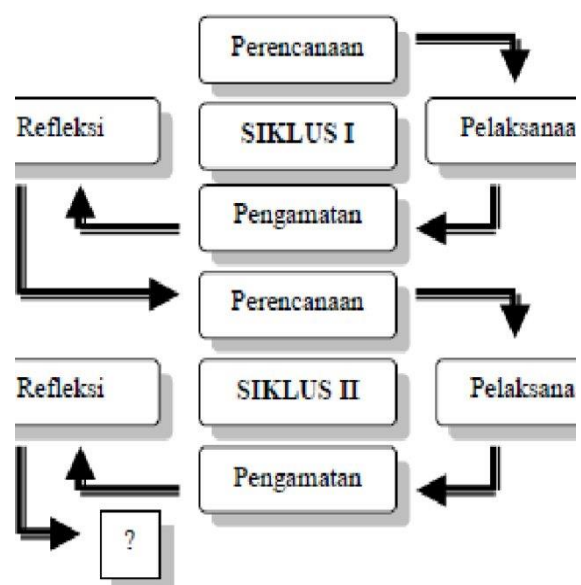 Perencanaan
Refleksi
SIKLUS I
Pelaksanaa
Pengamatan
Perencanaan
Refleksi
SIKLUS II
Pelaksana
Pengamatan
?